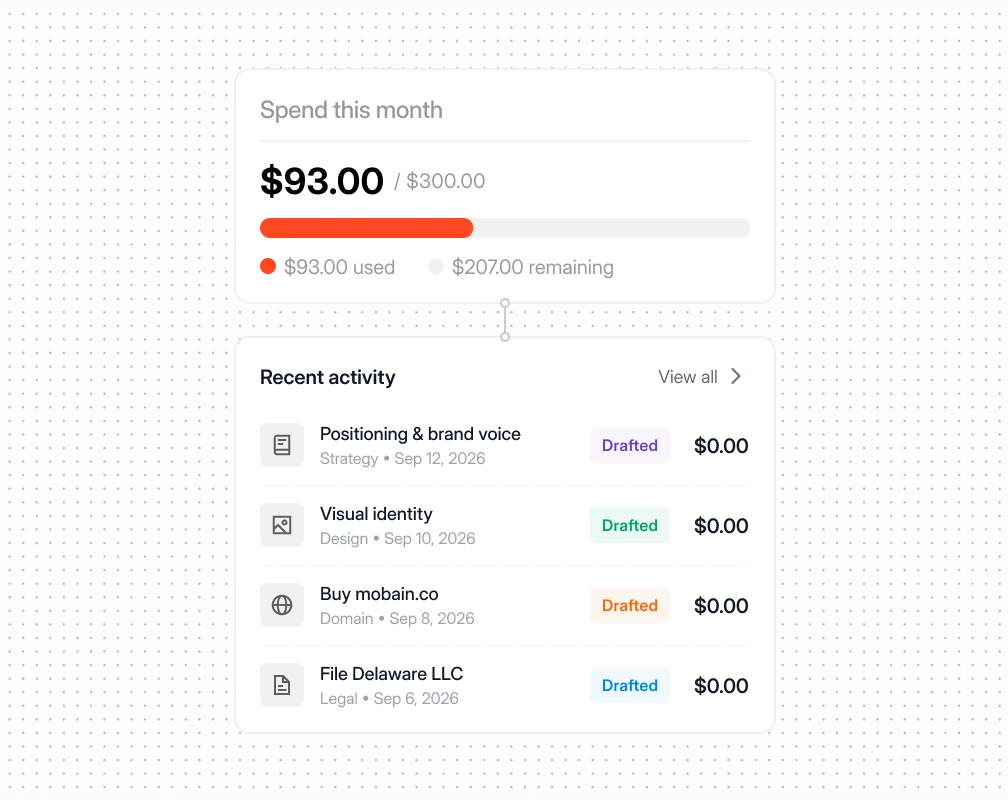 Spend this month
$93.00 / $300.00
$93.00 used $207.00 remaining
Recent activity View all
Positioning & brand voice
Strategy • Sep 12, 2026
Drafted $0.00
Visual identity
Design • Sep 10, 2026
Drafted $0.00
Buy mobain.co
Domain • Sep 8, 2026
Drafted $0.00
File Delaware LLC
Legal • Sep 6, 2026
Drafted $0.00